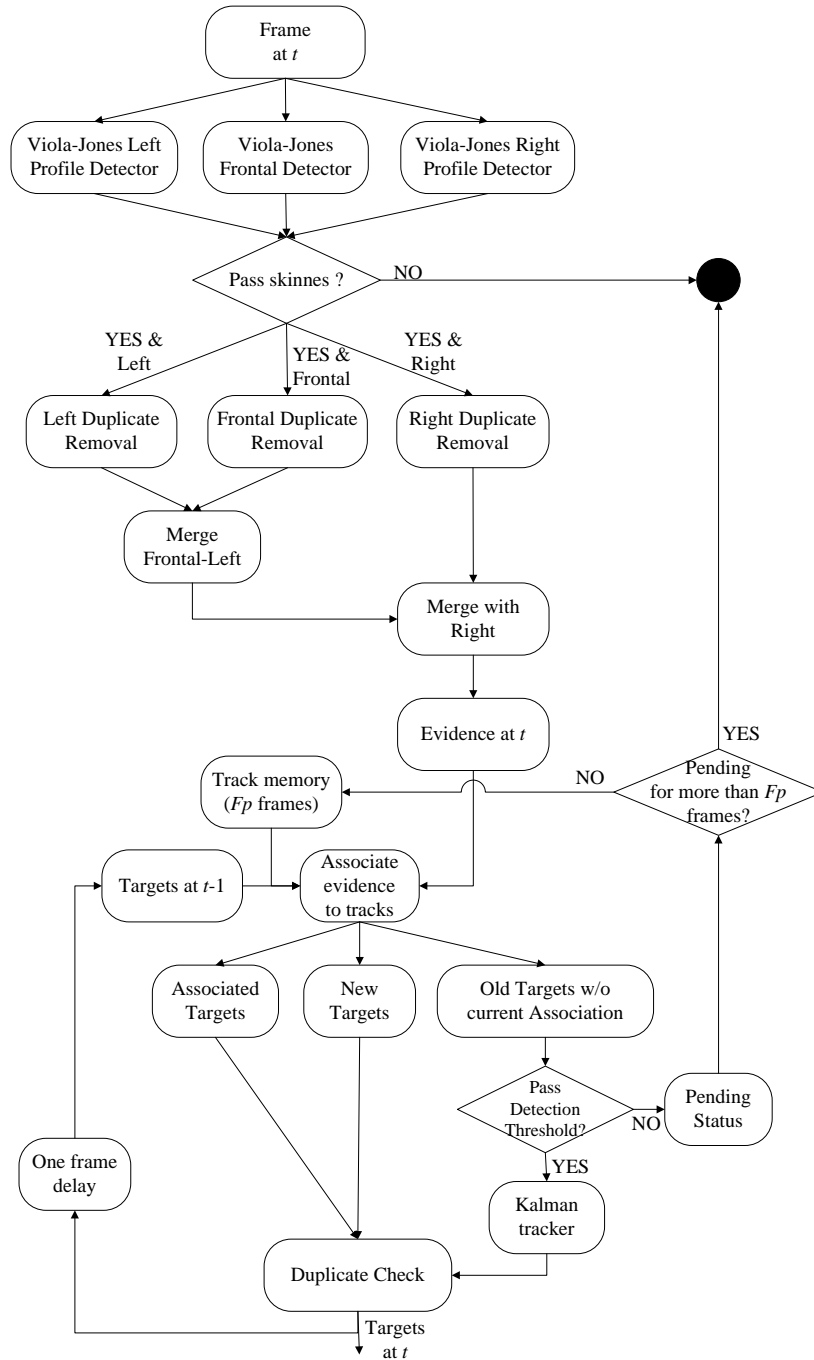 Frame
at t
Viola-Jones Left
Profile Detector
Viola-Jones
Frontal Detector
Viola-Jones Right
Profile Detector
Pass skinnes ?
NO
YES &
Left
YES &
Frontal
YES &
Right
Left Duplicate
Removal
Frontal Duplicate
Removal
Right Duplicate
Removal
Merge
Frontal-Left
Merge with
Right
Evidence at t
YES
Pending
for more than Fp
frames?
NO
Track memory
(Fp frames)
Targets at t-1
Associate
evidence
to tracks
Associated
Targets
New
Targets
Old Targets w/o
current Association
Pass
Detection
Threshold?
NO
Pending
Status
YES
One frame
delay
Kalman
tracker
Duplicate Check
Targets
at t